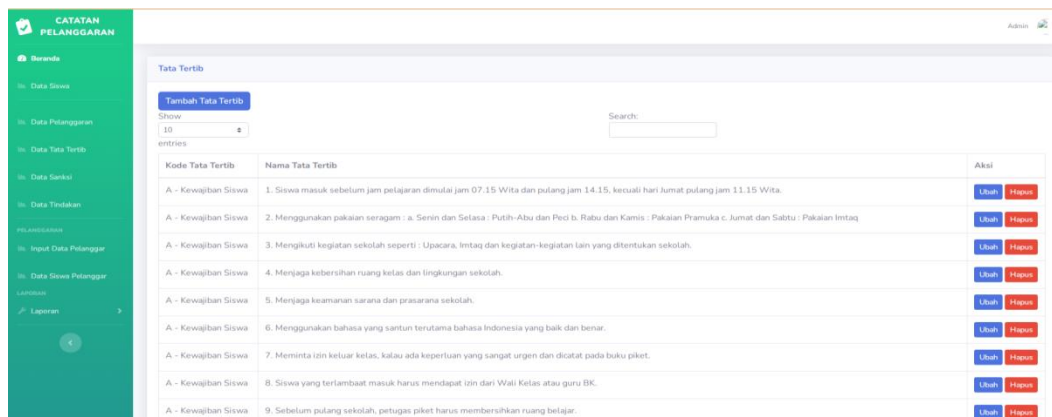 CATATAN
PELANGGARAN
Admin
Beranda
Data Siswa
Data Pelanggaran
Data Tata Tertib
Data Sanksi
Data Tindakan
PELANGGARAN
Input Data Pelanggar
Data Siswa Pelanggar
LAPORAN
Laporan
Tata Tertib
Tambah Tata Tertib
Show
10
entries
Search:
Kode Tata Tertib Nama Tata Tertib Aksi
A - Kewajiban Siswa 1. Siswa masuk sebelum jam pelajaran dimulai jam 07.15 Wita dan pulang jam 14.15, kecuali hari Jumat pulang jam 11.15 Wita. Ubah Hapus
A - Kewajiban Siswa 2. Menggunakan pakaian seragam : a. Senin dan Selasa : Putih-Abu dan Peci b. Rabu dan Kamis : Pakaian Pramuka c. Jumat dan Sabtu : Pakaian Imtaq Ubah Hapus
A - Kewajiban Siswa 3. Mengikuti kegiatan sekolah seperti : Upacara, Imtaq dan kegiatan-kegiatan lain yang ditentukan sekolah. Ubah Hapus
A - Kewajiban Siswa 4. Menjaga kebersihan ruang kelas dan lingkungan sekolah. Ubah Hapus
A - Kewajiban Siswa 5. Menjaga keamanan sarana dan prasarana sekolah. Ubah Hapus
A - Kewajiban Siswa 6. Menggunakan bahasa yang santun terutama bahasa Indonesia yang baik dan benar. Ubah Hapus
A - Kewajiban Siswa 7. Meminta izin keluar kelas, kalau ada keperluan yang sangat urgen dan dicatat pada buku piket. Ubah Hapus
A - Kewajiban Siswa 8. Siswa yang terlambaat masuk harus mendapat izin dari Wali Kelas atau guru BK. Ubah Hapus
A - Kewajiban Siswa 9. Sebelum pulang sekolah, petugas piket harus membersihkan ruang belajar. Ubah Hapus